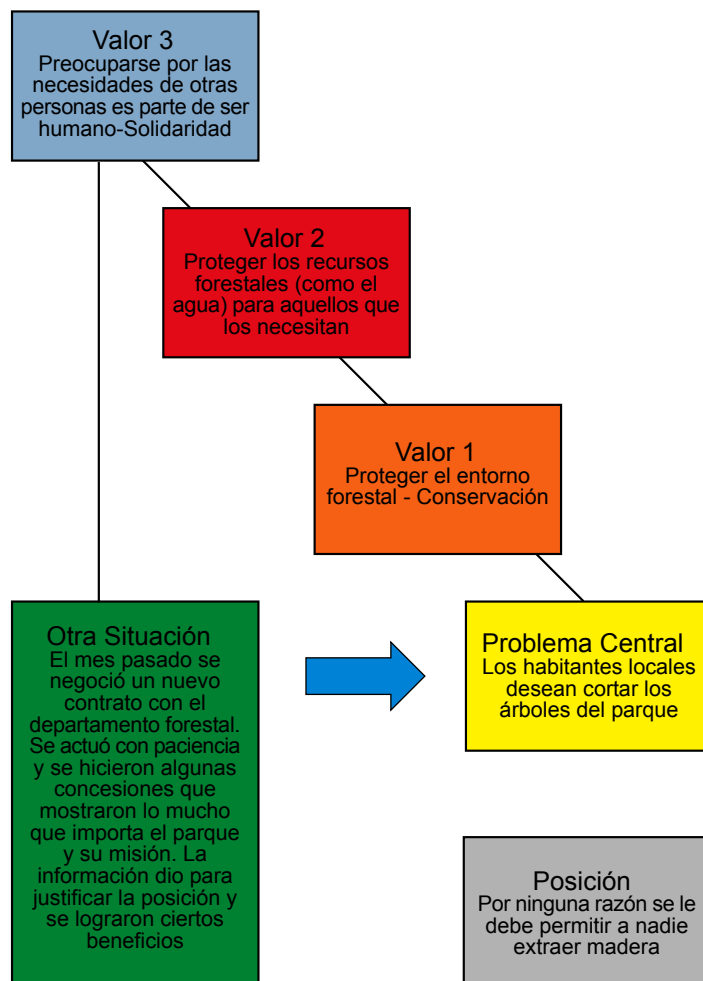 Valor 3
Preocuparse por las
necesidades de otras
personas es parte de ser
humano-Solidaridad
Valor 2
Proteger los recursos
forestales (como el
agua) para aquellos que
los necesitan
Valor 1
Proteger el entorno
forestal - Conservación
Otra Situación
El mes pasado se
negoció un nuevo
contrato con el
departamento forestal.
Se actuó con paciencia
y se hicieron algunas
concesiones que
mostraron lo mucho
que importa el parque
y su misión. La
información dio para
justificar la posición y
se lograron ciertos
beneficios
Problema Central
Los habitantes locales
desean cortar los
árboles del parque
Posición
Por ninguna razón se le
debe permitir a nadie
extraer madera